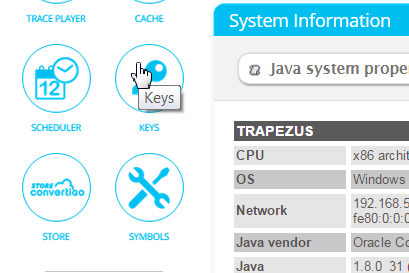 TRACE PLAYER
CACHE
12
SCHEDULER
KEYS
Keys
STORE
convertigo
STORE
SYMBOLS
System Information
Java system prope
TRAPEZUS
CPU x86 archit
OS Windows
Network 192.168.5
fe80:0:0:0
Java vendor Oracle Co
Java 1.8.0_31 (